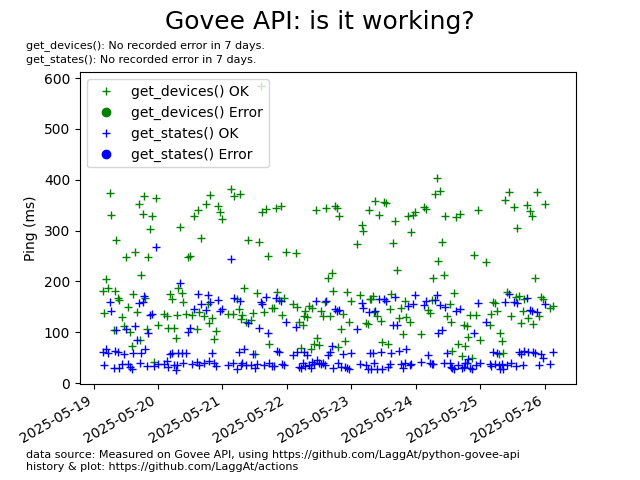 Govee API: is it working?
get_devices(): No recorded error in 7 days.
get_states(): No recorded error in 7 days.
get_devices() OK
get_devices() Error
get_states() OK
get_states() Error
Ping (ms)
600
500
400
300
200
100
0
2025-05-19
2025-05-20
2025-05-21
2025-05-22
2025-05-23
2025-05-24
2025-05-25
2025-05-26
data source: Measured on Govee API, using https://github.com/LaggAt/python-govee-api
history & plot: https://github.com/LaggAt/actions